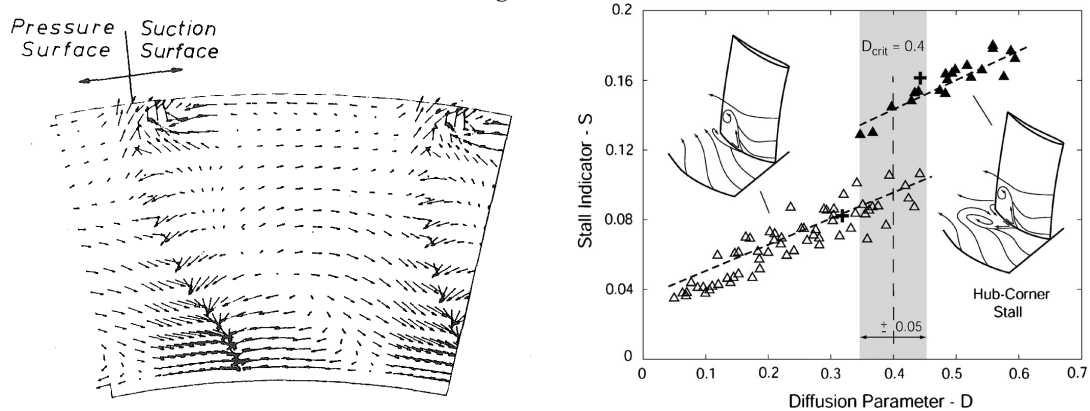 Pressure Suction
Surface Surface
0.20
0.16
0.12
0.08
0.04
0
Stall Indicator - S
D crit = 0.4
± 0.05
Hub-Corner
Stall
0 0.1 0.2 0.3 0.4 0.5 0.6 0.7
Diffusion Parameter - D